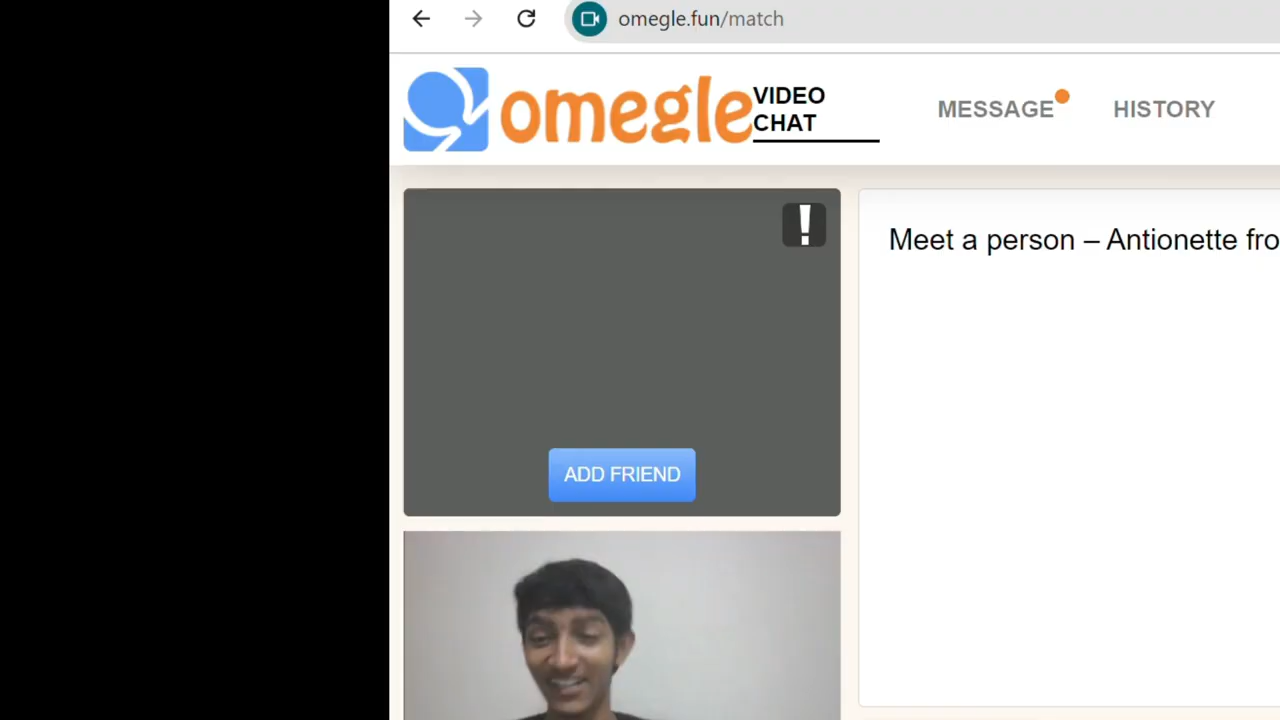 omegle.fun/match
omegle
VIDEO
CHAT
MESSAGE
HISTORY
!
Meet a person – Antionette fro
ADD FRIEND